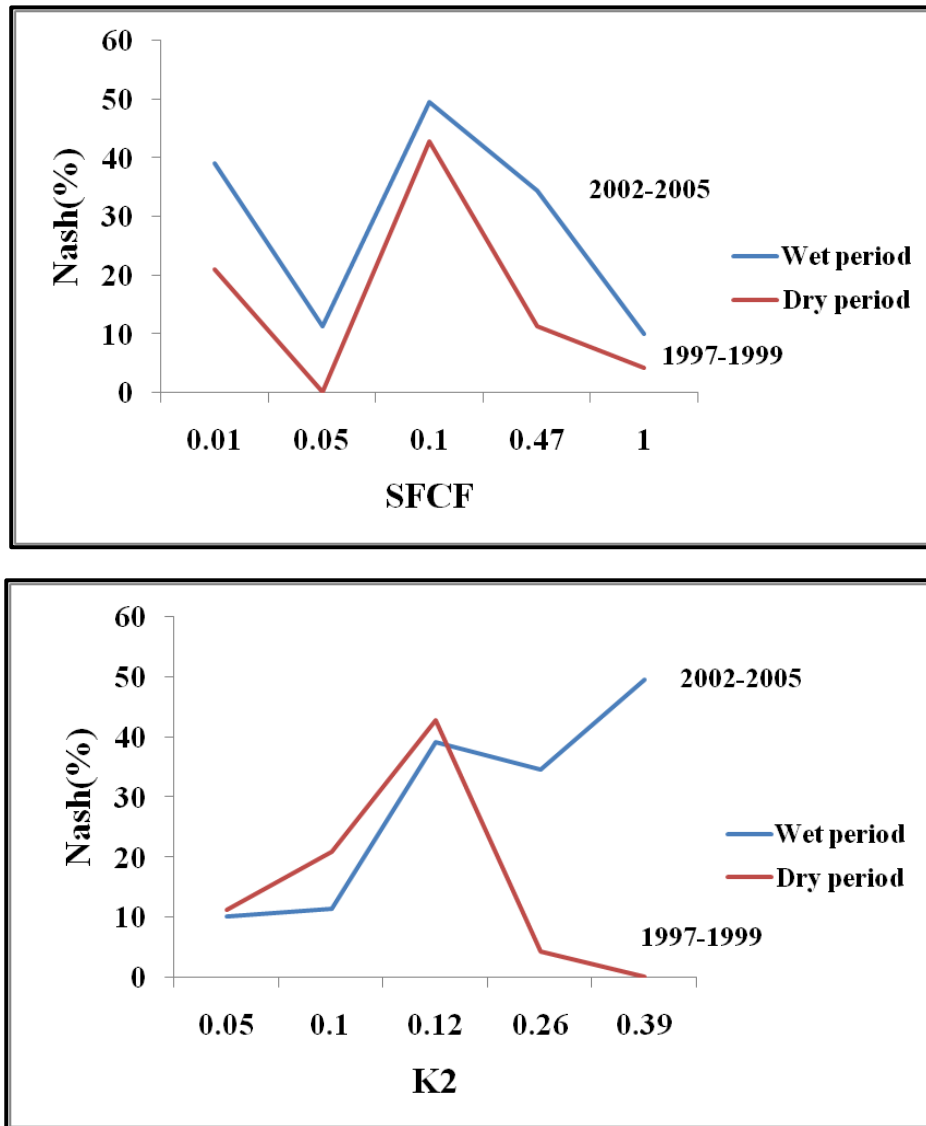 60
50
40
30
20
10
0
Nash(%)
0.01 0.05 0.1 0.47 1
SFCF
2002-2005
1997-1999
Wet period
Dry period
60
50
40
30
20
10
0
Nash(%)
0.05 0.1 0.12 0.26 0.39
K2
2002-2005
1997-1999
Wet period
Dry period